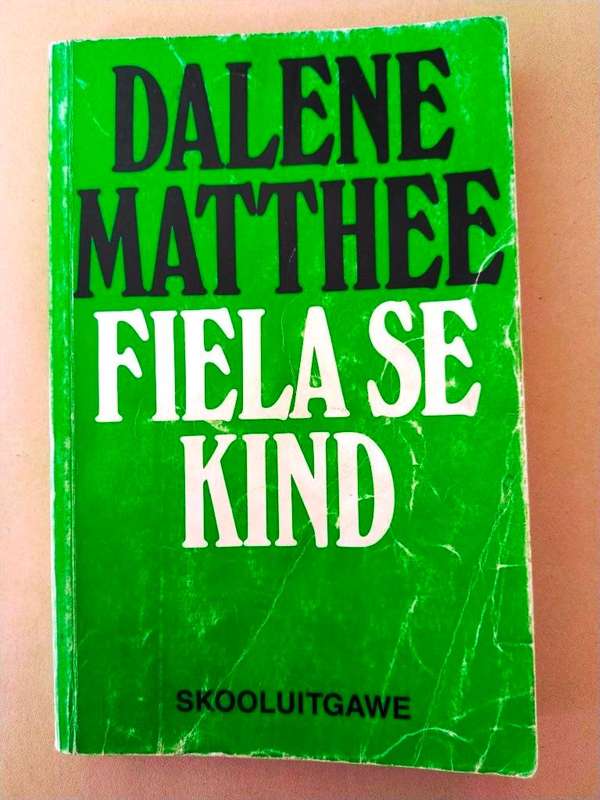 DALENE
MATTHEE
FIELA SE
KIND
SKOOLUITGAWE